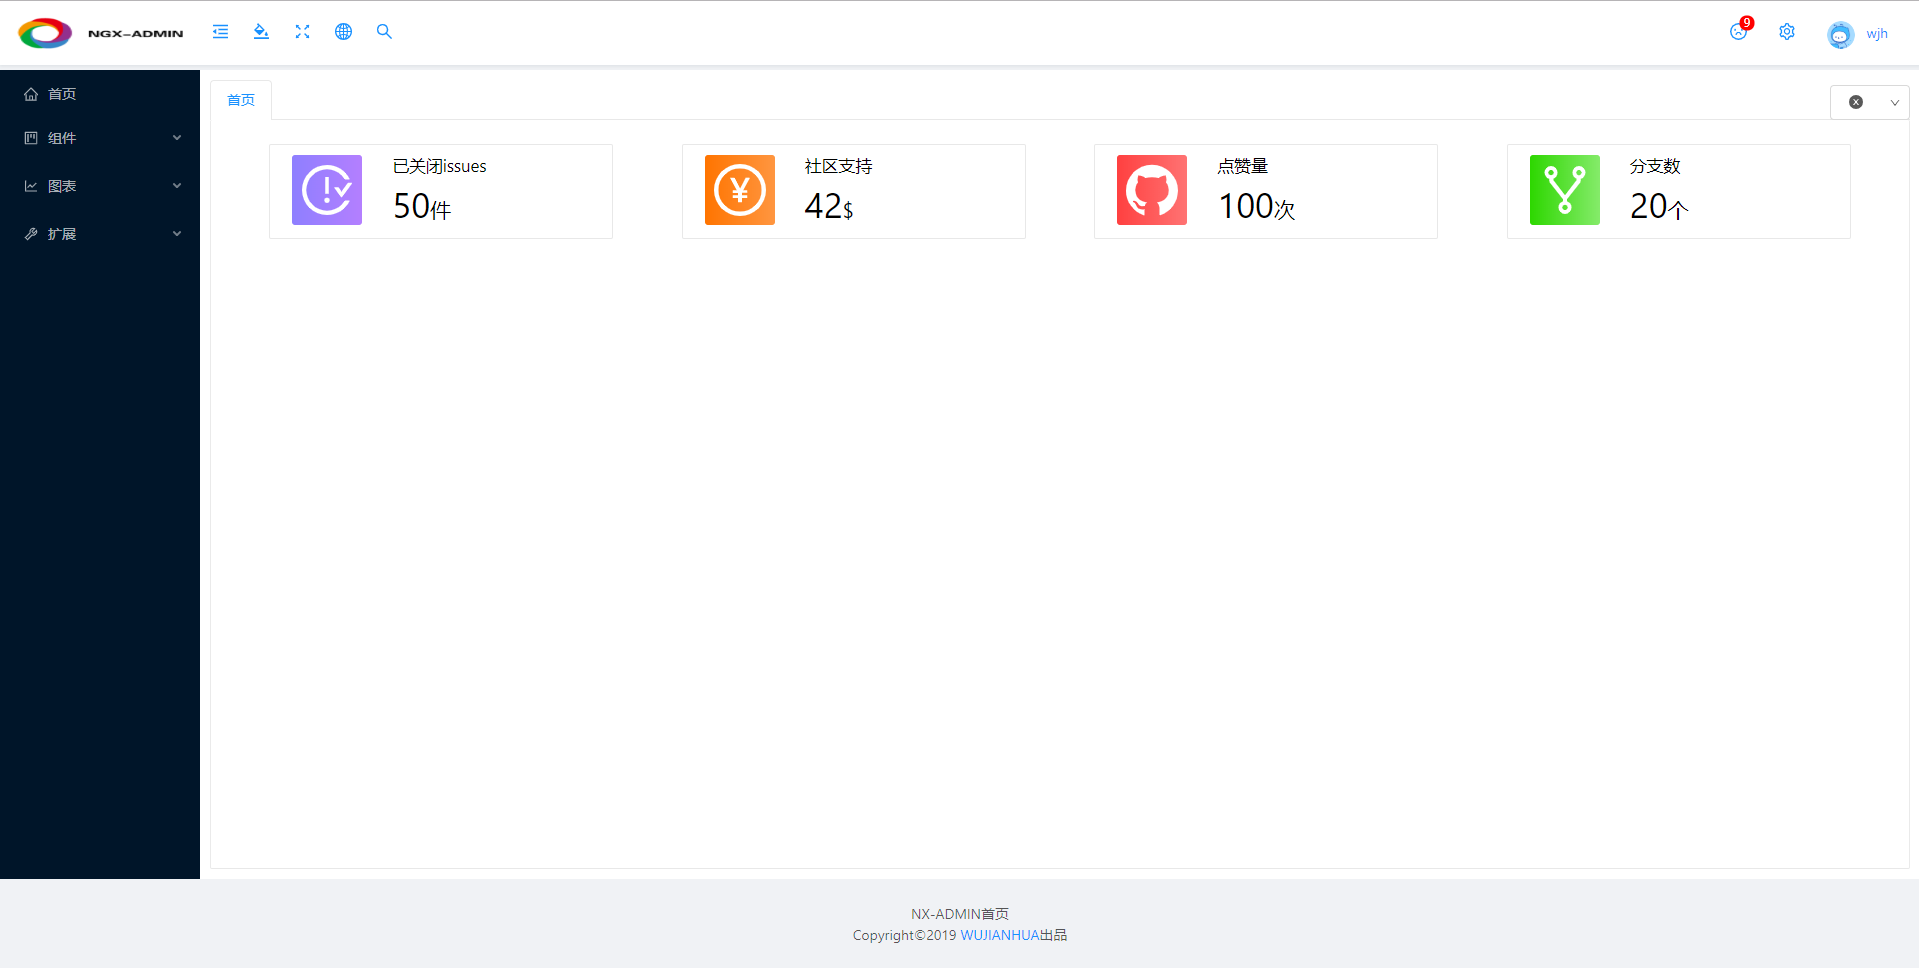 NGX-ADMIN
9
wjh
首页
组件
图表
扩展
首页
已关闭issues
50件
社区支持
42$
点赞量
100次
分支数
20个
NX-ADMIN首页
Copyright©2019 WUJIANHUA出品